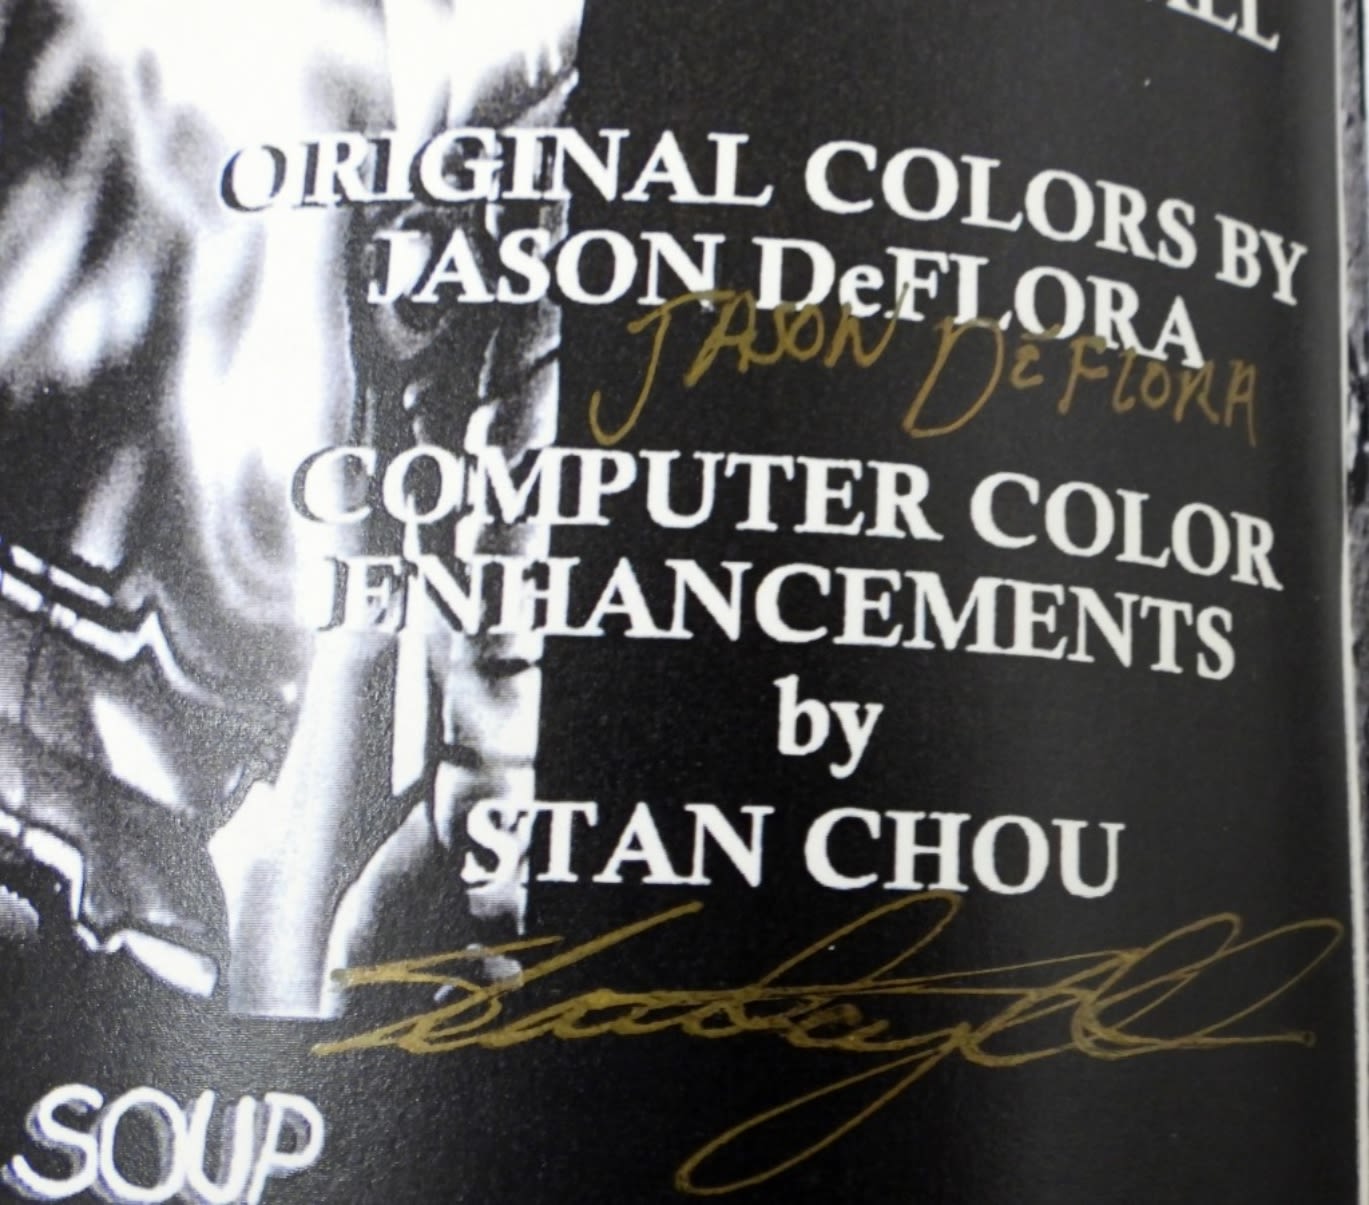 ORIGINAL COLORS BY
JASON DeFLORA
JASON DEFLORA
COMPUTER COLOR
ENHANCEMENTS
by
STAN CHOU
SOUP